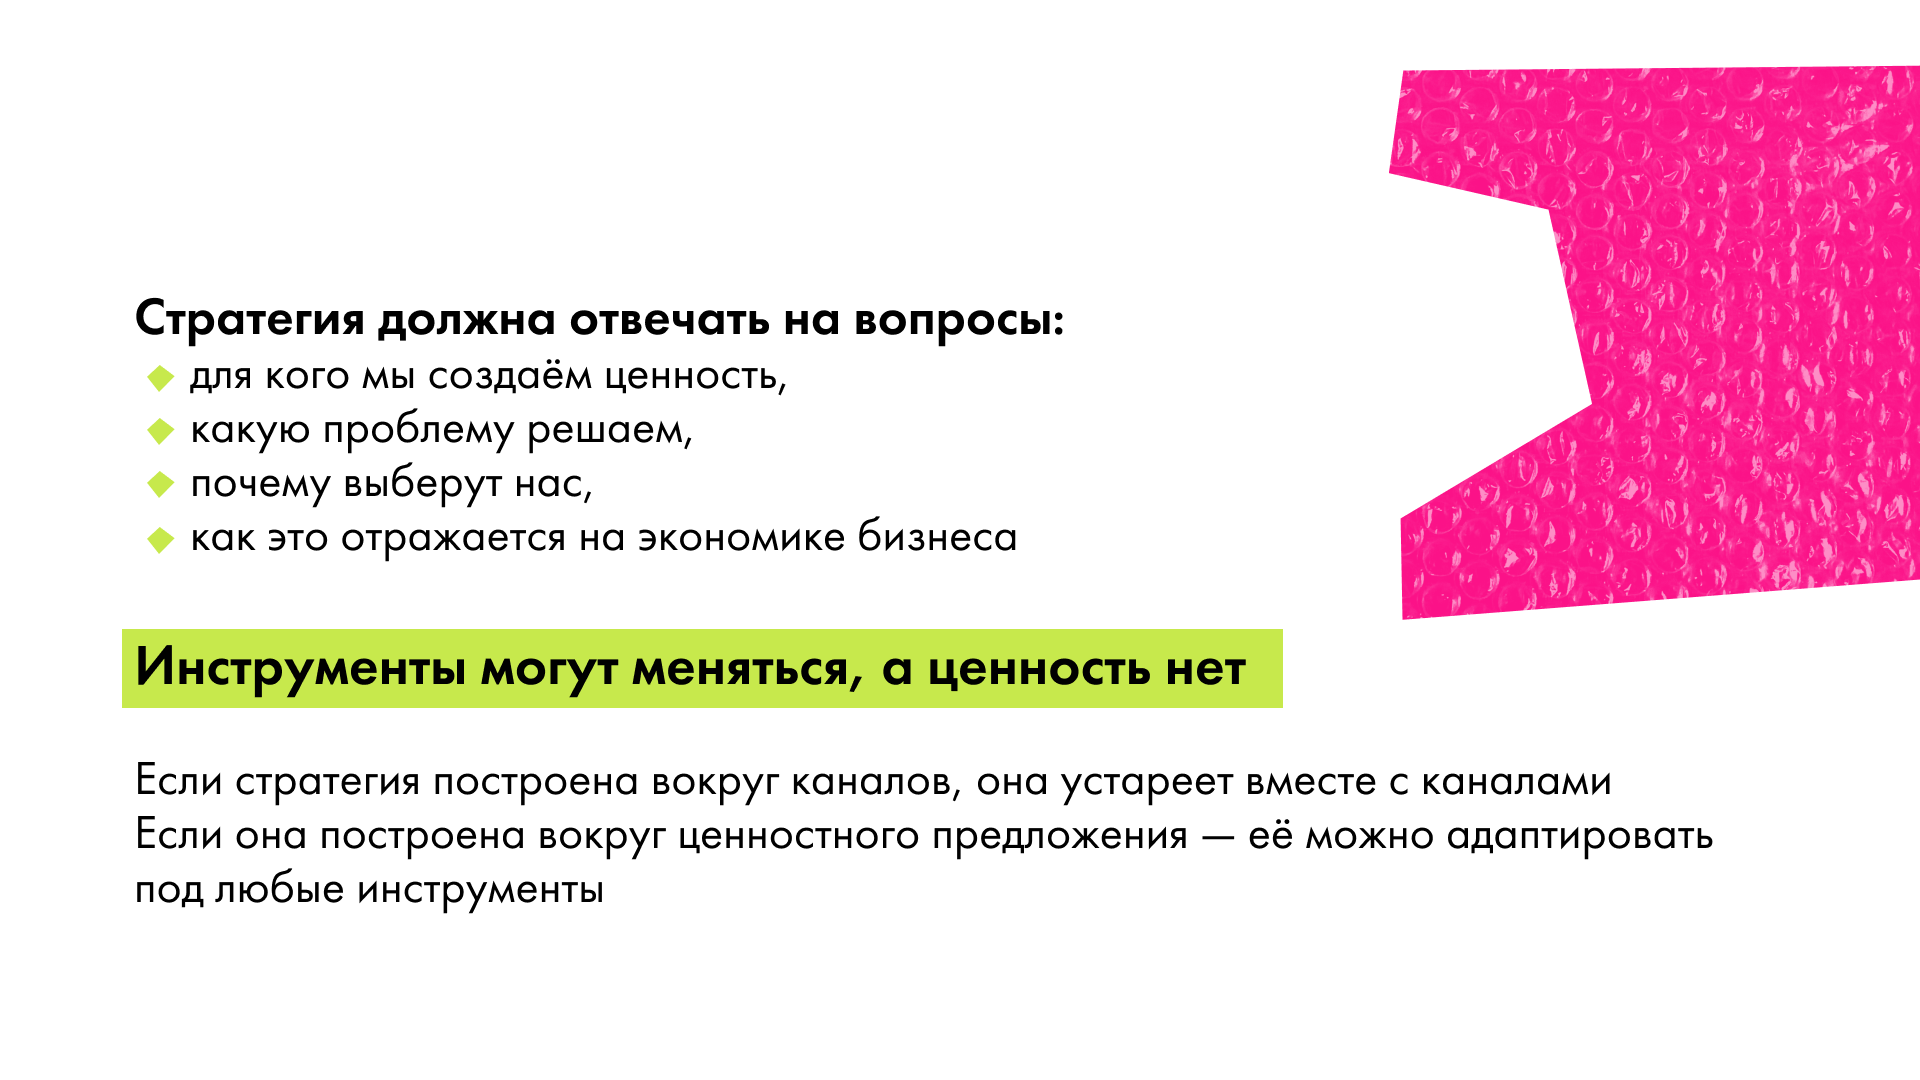 Стратегия должна отвечать на вопросы:
для кого мы создаём ценность,
какую проблему решаем,
почему выберут нас,
как это отражается на экономике бизнеса
Инструменты могут меняться, а ценность нет
Если стратегия построена вокруг каналов, она устареет вместе с каналами
Если она построена вокруг ценностного предложения — её можно адаптировать
под любые инструменты